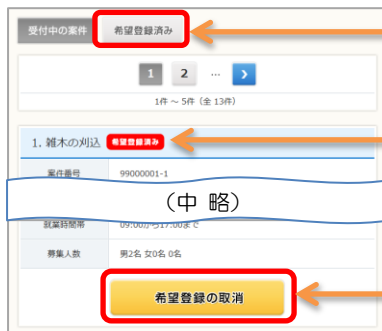 受付中の案件 希望登録済み
1 2 … >
1件 ～ 5件 (全 13件)
1. 雑木の刈込 希望登録済み
案件番号 99000001-1
(中 略)
就業時間帯 09:00から17:00まで
募集人数 男2名 女0名 0名
希望登録の取消